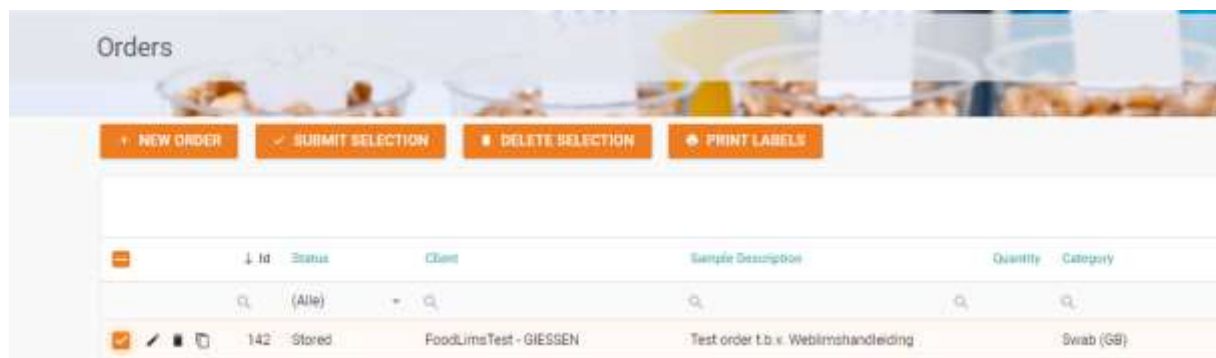 Orders
+ NEW ORDER SUBMIT SELECTION DELETE SELECTION PRINT LABELS
↓ Id Status Client Sample Description Quantity Category
(Alle)
142 Stored FoodLimsTest - GIESSEN Test order t.b.v. Weblimshandleiding Swab (GB)